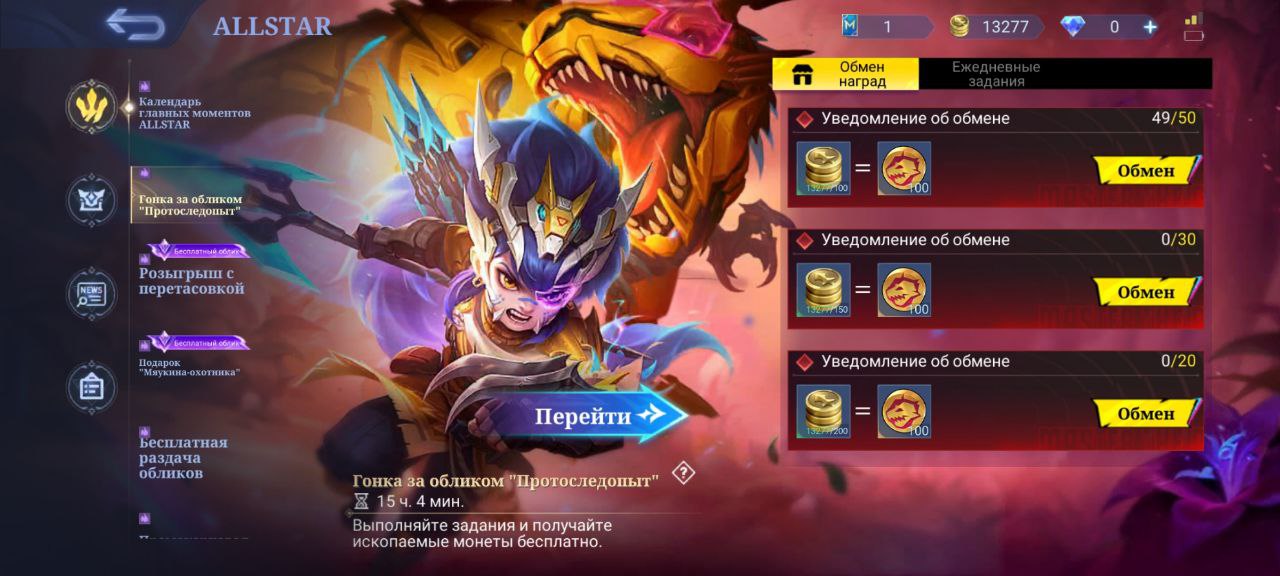 ALLSTAR
1
13277
0
Календарь
главных моментов
ALLSTAR
Гонка за обликом
"Протоследопыт"
Бесплатный облик
Розыгрыш с
перетасовкой
Бесплатный облик
Подарок
"Мяукина-охотника"
Бесплатная
раздача
обликов
NEWS
Перейти
Гонка за обликом "Протоследопыт"
?
15 ч. 4 мин.
Выполняйте задания и получайте
ископаемые монеты бесплатно.
Обмен
наград
Ежедневные
задания
Уведомление об обмене
49/50
13277/100
=
100
Обмен
Уведомление об обмене
0/30
13277/150
=
100
Обмен
Уведомление об обмене
0/20
13277/200
=
100
Обмен